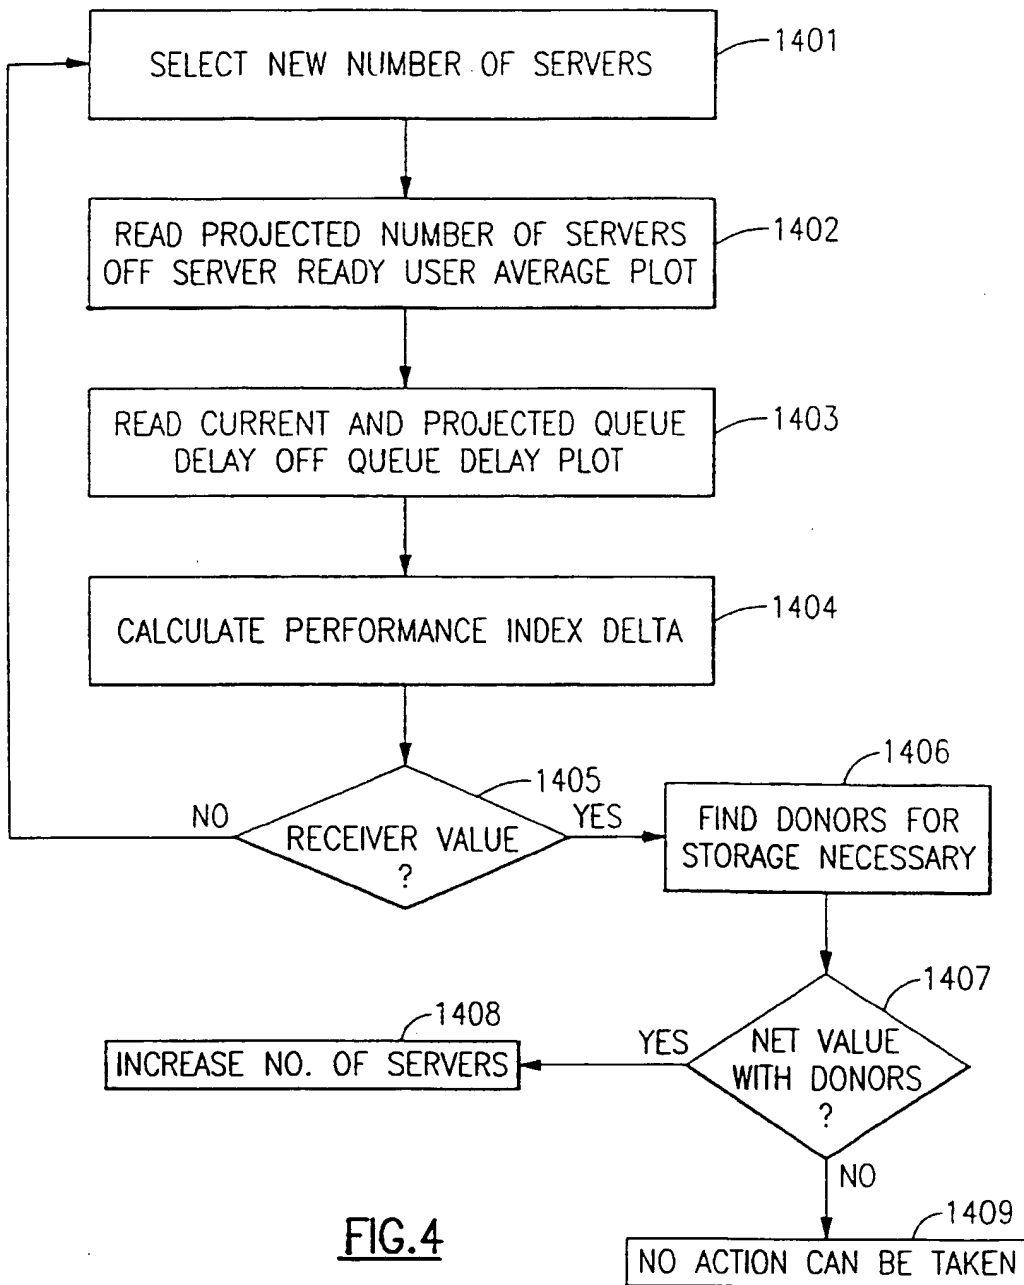 SELECT NEW NUMBER OF SERVERS
1401
READ PROJECTED NUMBER OF SERVERS
OFF SERVER READY USER AVERAGE PLOT
1402
READ CURRENT AND PROJECTED QUEUE
DELAY OFF QUEUE DELAY PLOT
1403
CALCULATE PERFORMANCE INDEX DELTA
1404
RECEIVER VALUE
?
1405
NO
YES
FIND DONORS FOR
STORAGE NECESSARY
1406
NET VALUE
WITH DONORS
?
1407
YES
NO
INCREASE NO. OF SERVERS
1408
NO ACTION CAN BE TAKEN
1409
FIG.4